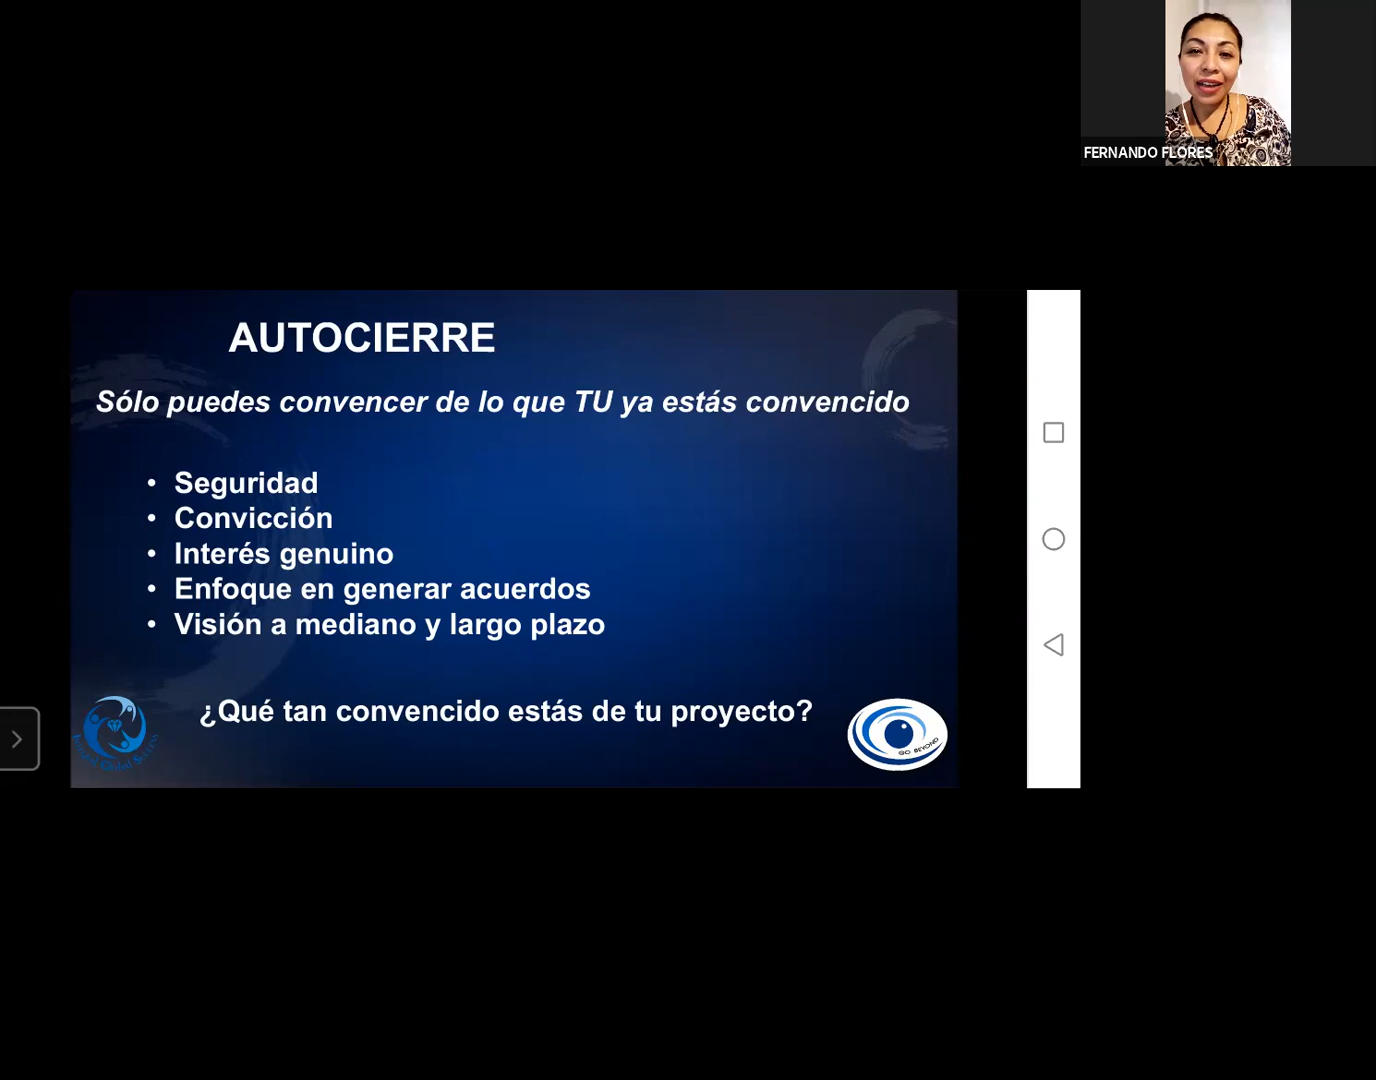 FERNANDO FLORES
AUTOCIERRE
Sólo puedes convencer de lo que TU ya estás convencido
• Seguridad
• Convicción
• Interés genuino
• Enfoque en generar acuerdos
• Visión a mediano y largo plazo
¿Qué tan convencido estás de tu proyecto?
GO BEYOND